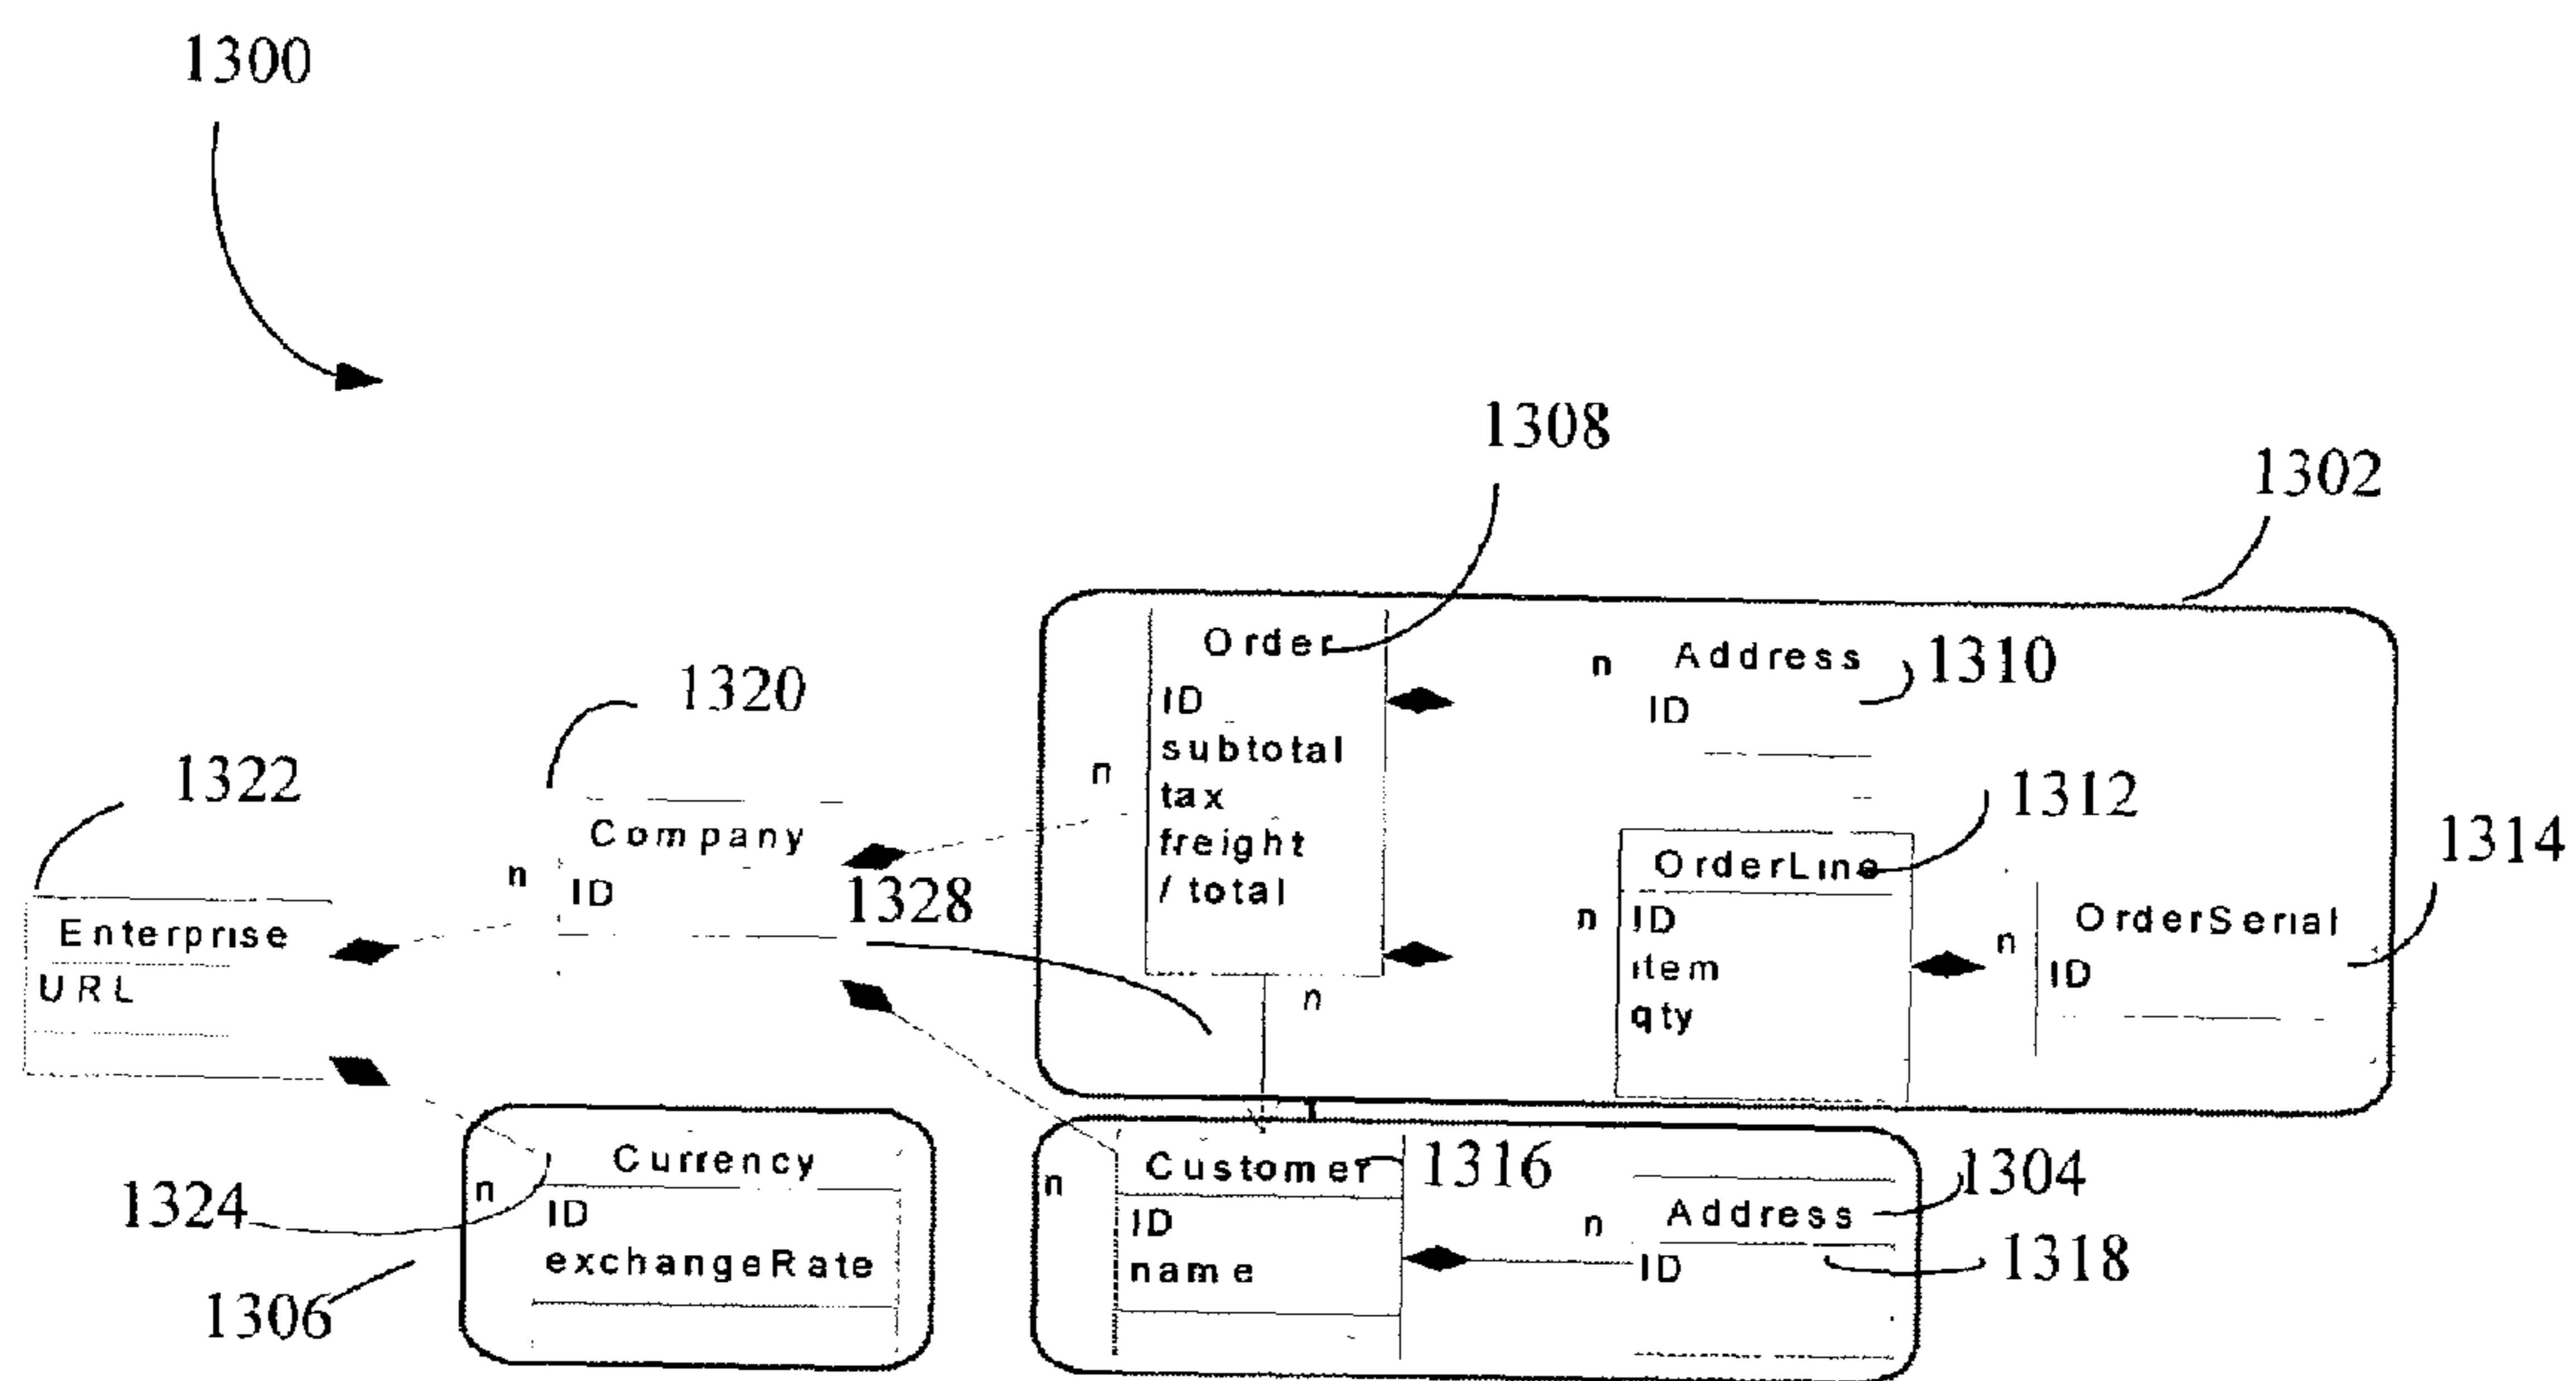 1300
1308
1302
Order
ID
subtotal
tax
freight
/ total
n
n Address 1310
ID
1312
n OrderLine
ID
item
qty
1314
n OrderSerial
ID
1320
n Company
ID
1328
1322
Enterprise
URL
n
1324
1306
n Currency
ID
exchangeRate
n Customer 1316
ID
name
1304
n Address
ID 1318